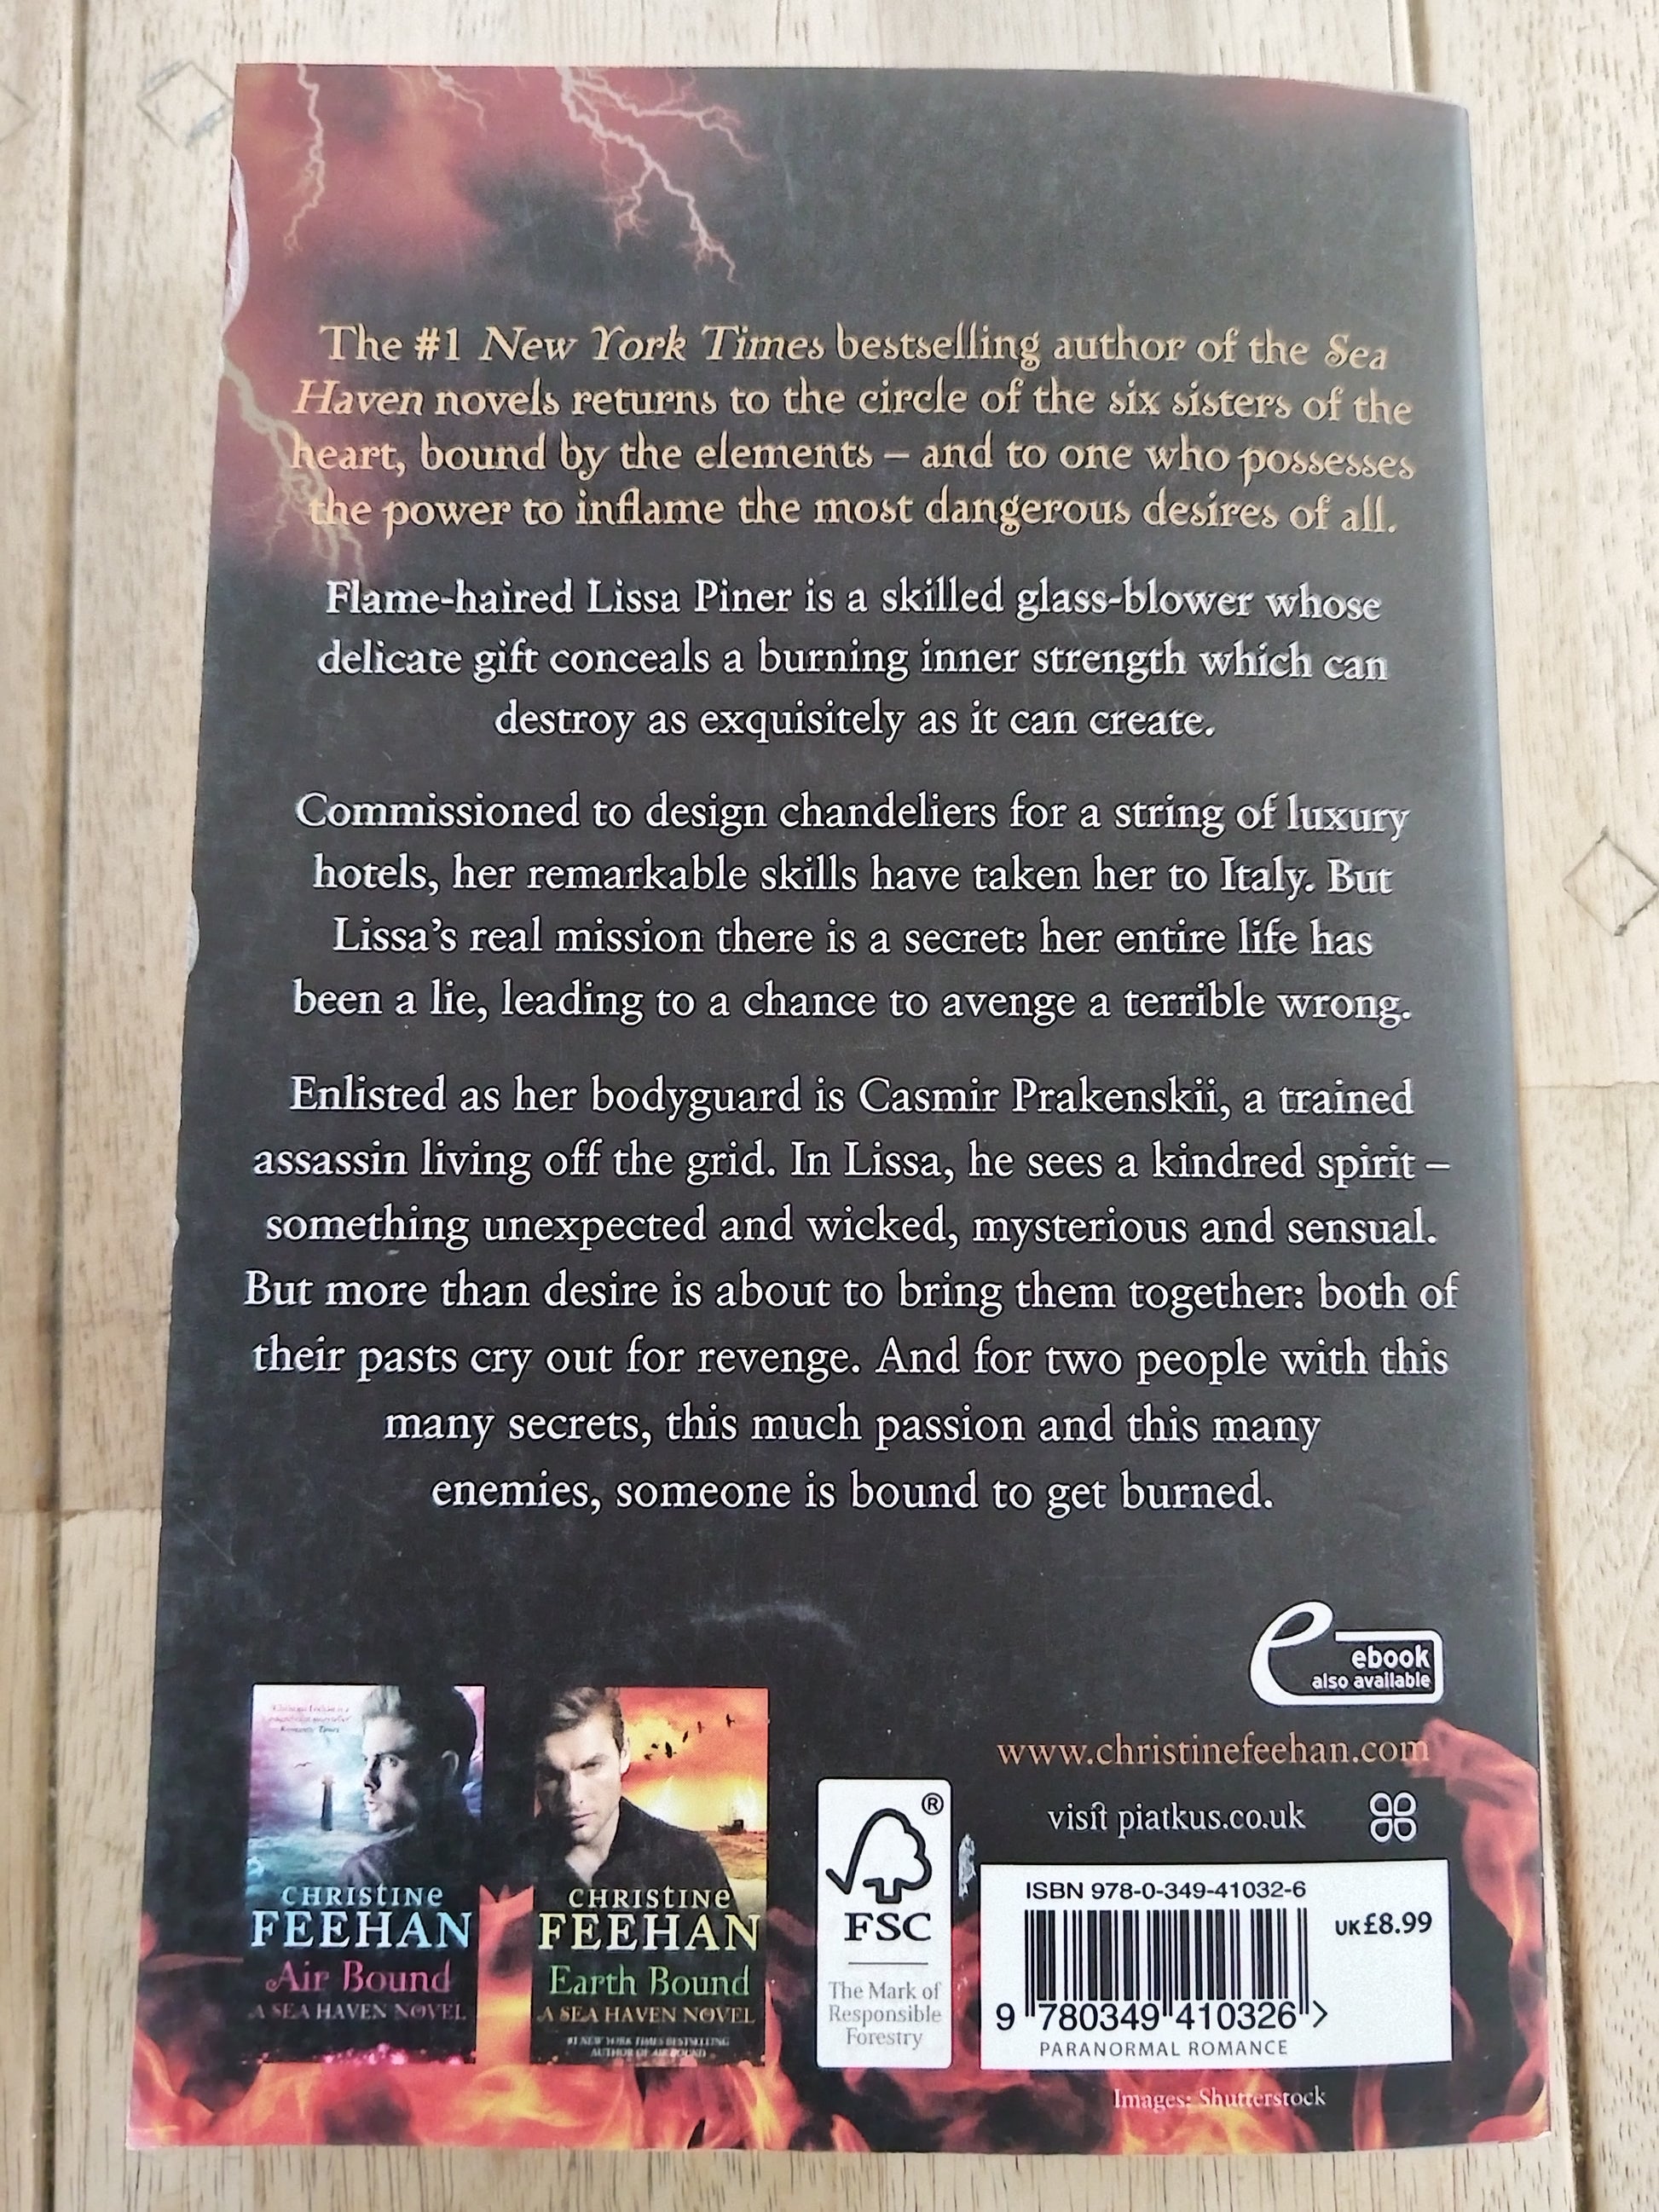 The #1 New York Times bestselling author of the Sea
Haven novels returns to the circle of the six sisters of the
heart, bound by the elements – and to one who possesses
the power to inflame the most dangerous desires of all.
Flame-haired Lissa Piner is a skilled glass-blower whose
delicate gift conceals a burning inner strength which can
destroy as exquisitely as it can create.
Commissioned to design chandeliers for a string of luxury
hotels, her remarkable skills have taken her to Italy. But
Lissa’s real mission there is a secret: her entire life has
been a lie, leading to a chance to avenge a terrible wrong.
Enlisted as her bodyguard is Casmir Prakenskii, a trained
assassin living off the grid. In Lissa, he sees a kindred spirit –
something unexpected and wicked, mysterious and sensual.
But more than desire is about to bring them together: both of
their pasts cry out for revenge. And for two people with this
many secrets, this much passion and this many
enemies, someone is bound to get burned.
e
ebook
also available
Romantic Times
CHRISTINE
FEEHAN
Air Bound
A SEA HAVEN NOVEL
CHRISTINE
FEEHAN
Earth Bound
A SEA HAVEN NOVEL
#1 NEW YORK TIMES BESTSELLING
AUTHOR OF AIR BOUND
®
FSC
The Mark of
Responsible
Forestry
www.christinefeehan.com
visit piatkus.co.uk
ISBN 978-0-349-41032-6
UK £8.99
9 780349 410326 >
PARANORMAL ROMANCE
Images: Shutterstock